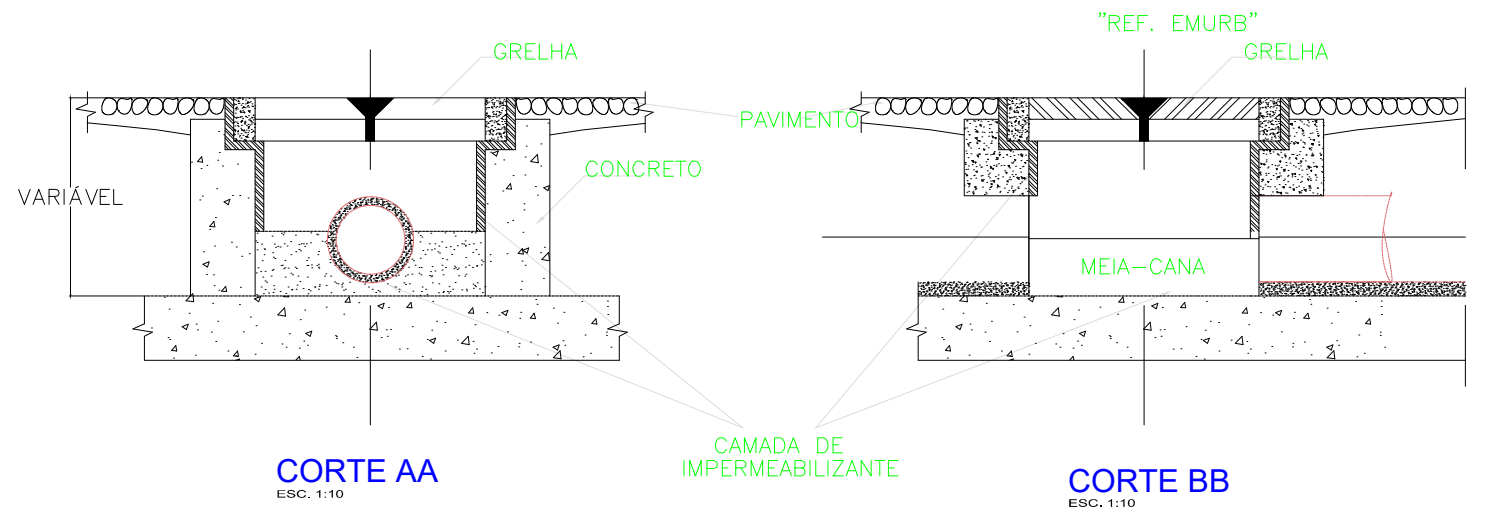 "REF. EMURB"
GRELHA
GRELHA
PAVIMENTO
CONCRETO
VARIÁVEL
MEIA-CANA
CAMADA DE
IMPERMEABILIZANTE
CORTE AA
ESC. 1:10
CORTE BB
ESC. 1:10